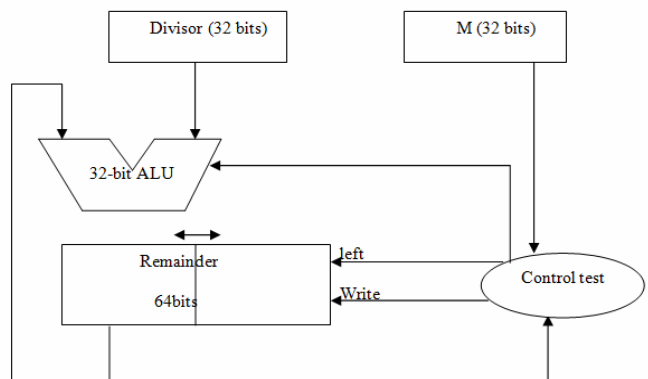 Divisor (32 bits)
M (32 bits)
32-bit ALU
Remainder
left
Control test
64bits
Write